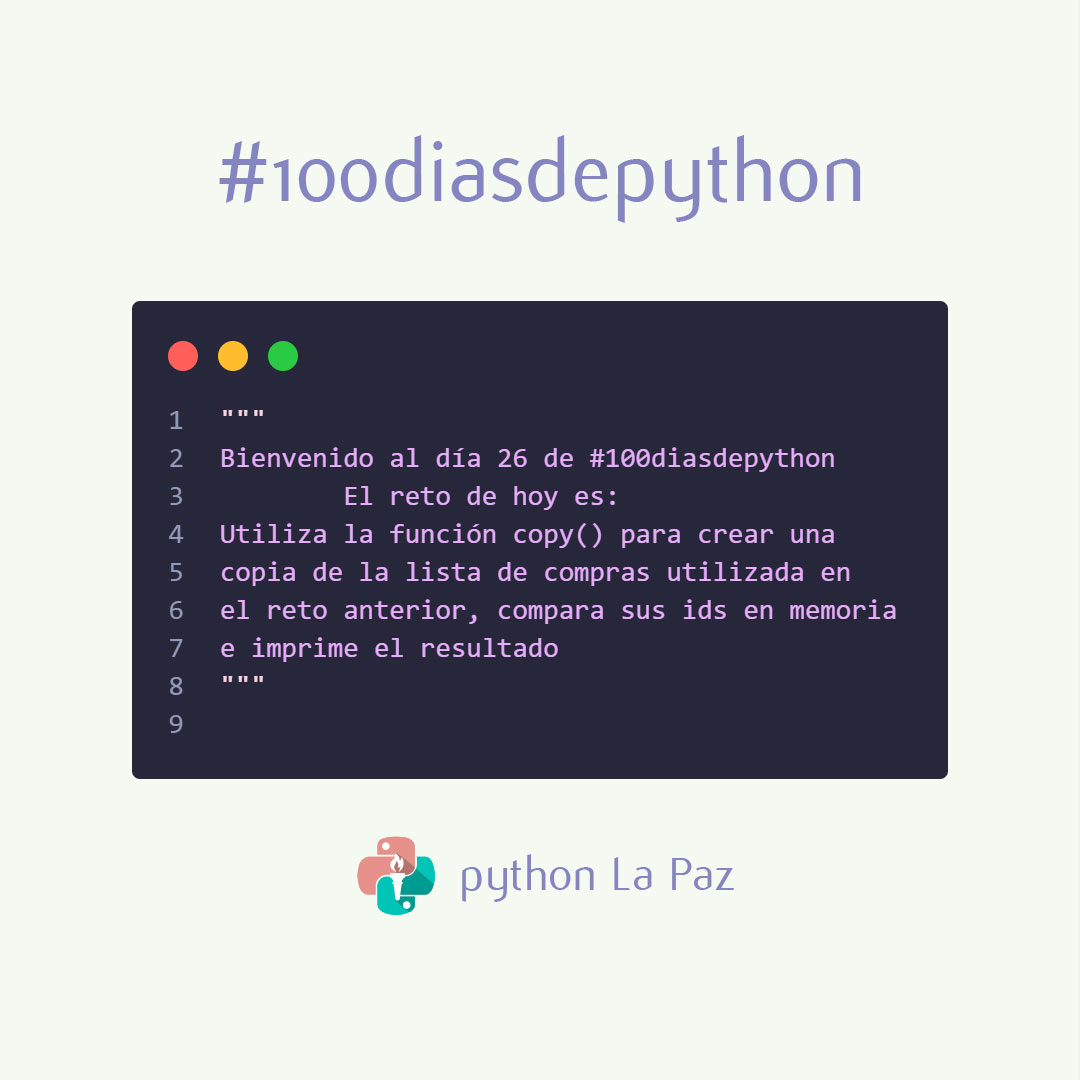 #100diasdepython
1 """
2 Bienvenido al día 26 de #100diasdepython
3 El reto de hoy es:
4 Utiliza la función copy() para crear una
5 copia de la lista de compras utilizada en
6 el reto anterior, compara sus ids en memoria
7 e imprime el resultado
8 """
9
python La Paz